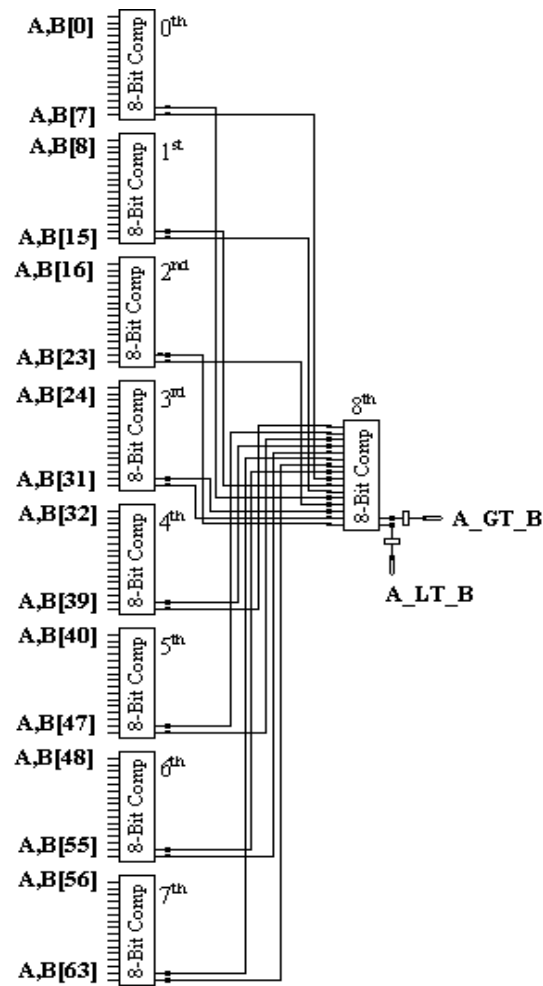 A,B[0]
8-Bit Comp
0th
A,B[7]
A,B[8]
8-Bit Comp
1st
A,B[15]
A,B[16]
8-Bit Comp
2nd
A,B[23]
A,B[24]
8-Bit Comp
3rd
A,B[31]
8th
8-Bit Comp
A_GT_B
A_LT_B
A,B[32]
8-Bit Comp
4th
A,B[39]
A,B[40]
8-Bit Comp
5th
A,B[47]
A,B[48]
8-Bit Comp
6th
A,B[55]
A,B[56]
8-Bit Comp
7th
A,B[63]